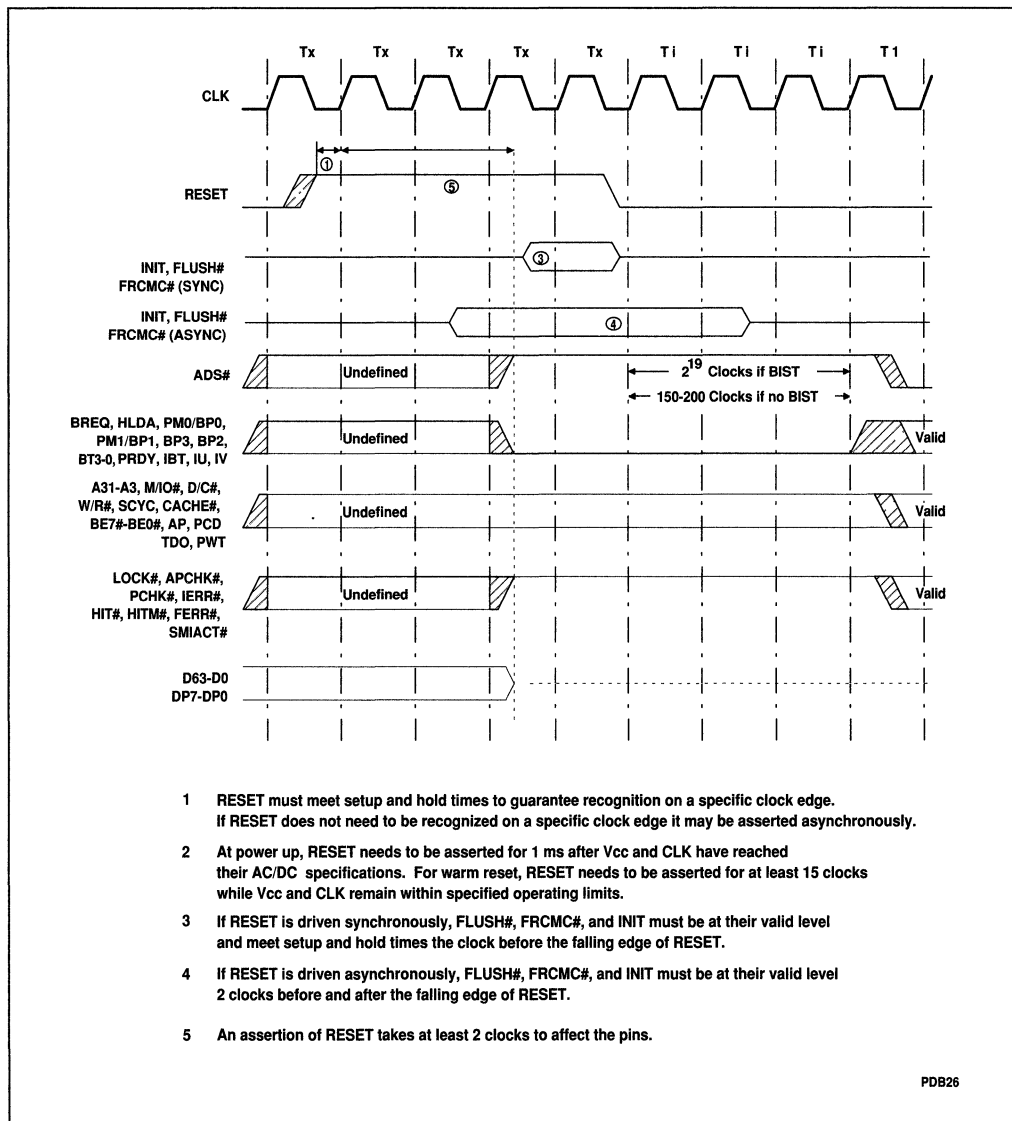 Tx Tx Tx Tx Tx Ti Ti Ti T1
CLK
①
RESET
⑤
INIT, FLUSH#
FRCMC# (SYNC)
③
INIT, FLUSH#
FRCMC# (ASYNC)
④
ADS#
Undefined
2^19 Clocks if BIST
150-200 Clocks if no BIST
BREQ, HLDA, PM0/BP0,
PM1/BP1, BP3, BP2,
BT3-0, PRDY, IBT, IU, IV
Undefined
Valid
A31-A3, M/IO#, D/C#,
W/R#, SCYC, CACHE#,
BE7#-BE0#, AP, PCD
TDO, PWT
Undefined
Valid
LOCK#, APCHK#,
PCHK#, IERR#,
HIT#, HITM#, FERR#,
SMIACT#
Undefined
Valid
D63-D0
DP7-DP0
1 RESET must meet setup and hold times to guarantee recognition on a specific clock edge.
If RESET does not need to be recognized on a specific clock edge it may be asserted asynchronously.
2 At power up, RESET needs to be asserted for 1 ms after Vcc and CLK have reached
their AC/DC specifications. For warm reset, RESET needs to be asserted for at least 15 clocks
while Vcc and CLK remain within specified operating limits.
3 If RESET is driven synchronously, FLUSH#, FRCMC#, and INIT must be at their valid level
and meet setup and hold times the clock before the falling edge of RESET.
4 If RESET is driven asynchronously, FLUSH#, FRCMC#, and INIT must be at their valid level
2 clocks before and after the falling edge of RESET.
5 An assertion of RESET takes at least 2 clocks to affect the pins.
PDB26